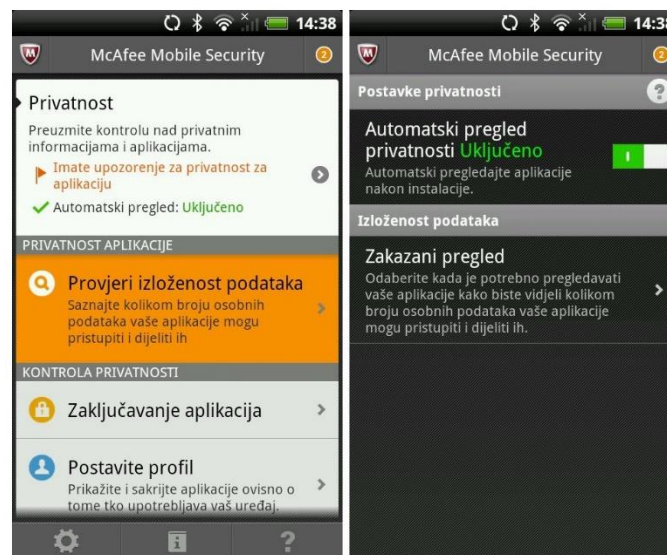 14:38
McAfee Mobile Security
2
Privatnost
Preuzmite kontrolu nad privatnim
informacijama i aplikacijama.
Imate upozorenje za privatnost za
aplikaciju
Automatski pregled: Uključeno
PRIVATNOST APLIKACIJE
Provjeri izloženost podataka
Saznajte kolikom broju osobnih
podataka vaše aplikacije mogu
pristupiti i dijeliti ih
KONTROLA PRIVATNOSTI
Zaključavanje aplikacija
Postavite profil
Prikažite i sakrijte aplikacije ovisno o
tome tko upotrebljava vaš uređaj.
?
14:38
McAfee Mobile Security
2
Postavke privatnosti
?
Automatski pregled
privatnosti Uključeno
Automatski pregledajte aplikacije
nakon instalacije.
Izloženost podataka
Zakazani pregled
Odaberite kada je potrebno pregledavati
vaše aplikacije kako biste vidjeli kolikom
broju osobnih podataka vaše aplikacije
mogu pristupiti i dijeliti ih.